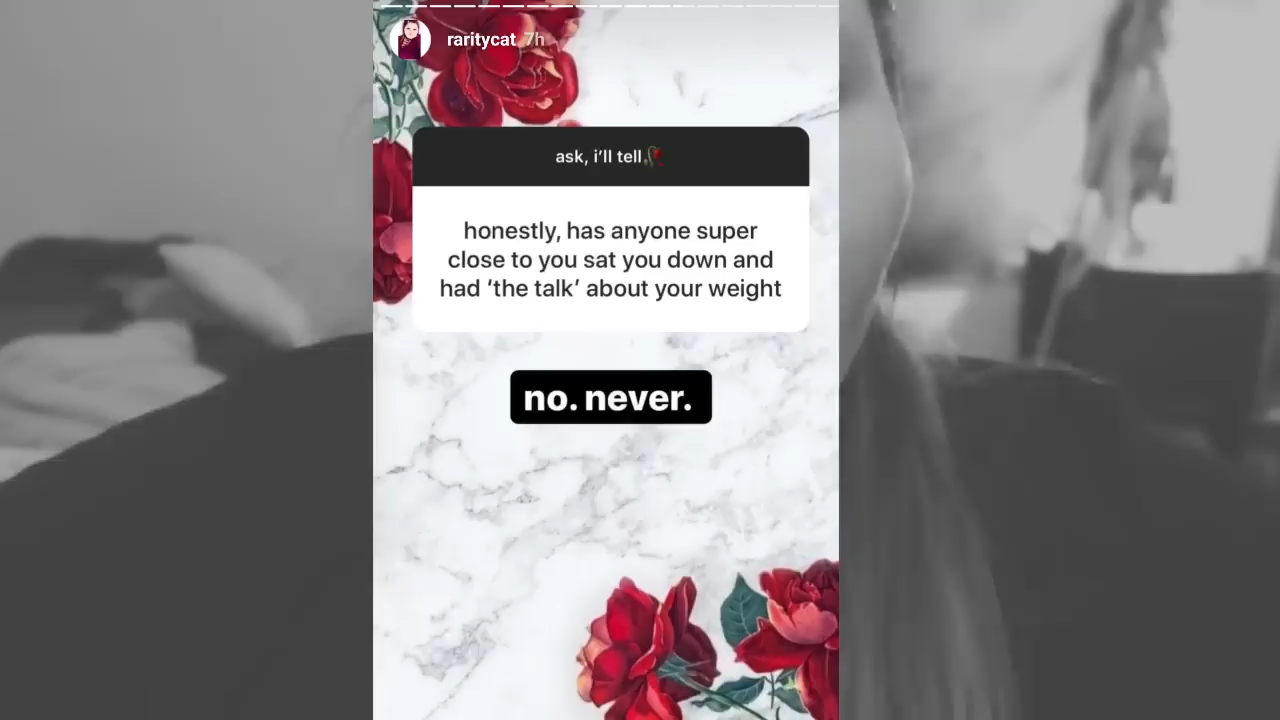 raritycat 7h
ask, i’ll tell🥀
honestly, has anyone super
close to you sat you down and
had ‘the talk’ about your weight
no. never.